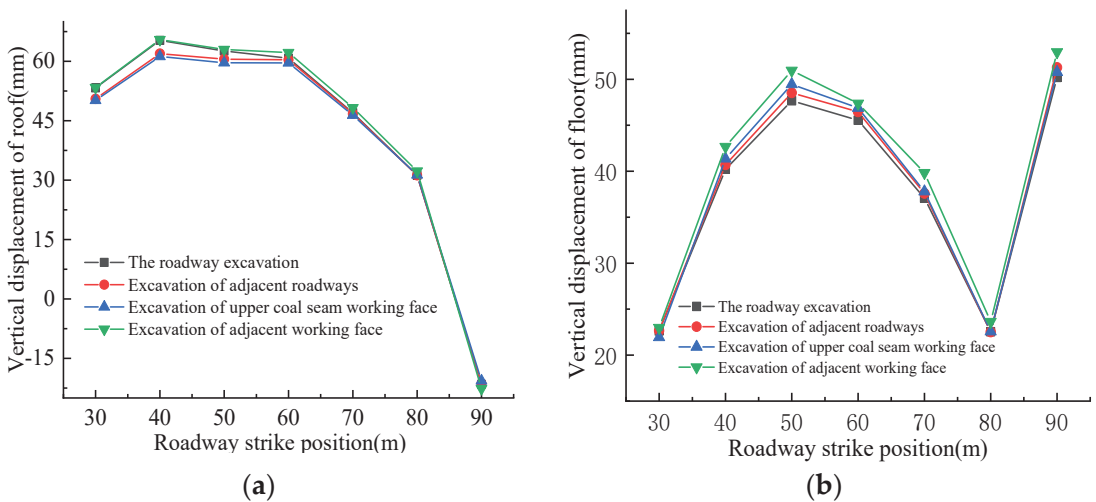 Vertical displacement of roof(mm)
60
45
30
15
0
-15
The roadway excavation
Excavation of adjacent roadways
Excavation of upper coal seam working face
Excavation of adjacent working face
30 40 50 60 70 80 90
Roadway strike position(m)
(a)
Vertical displacement of floor(mm)
50
40
30
20
The roadway excavation
Excavation of adjacent roadways
Excavation of upper coal seam working face
Excavation of adjacent working face
30 40 50 60 70 80 90
Roadway strike position(m)
(b)